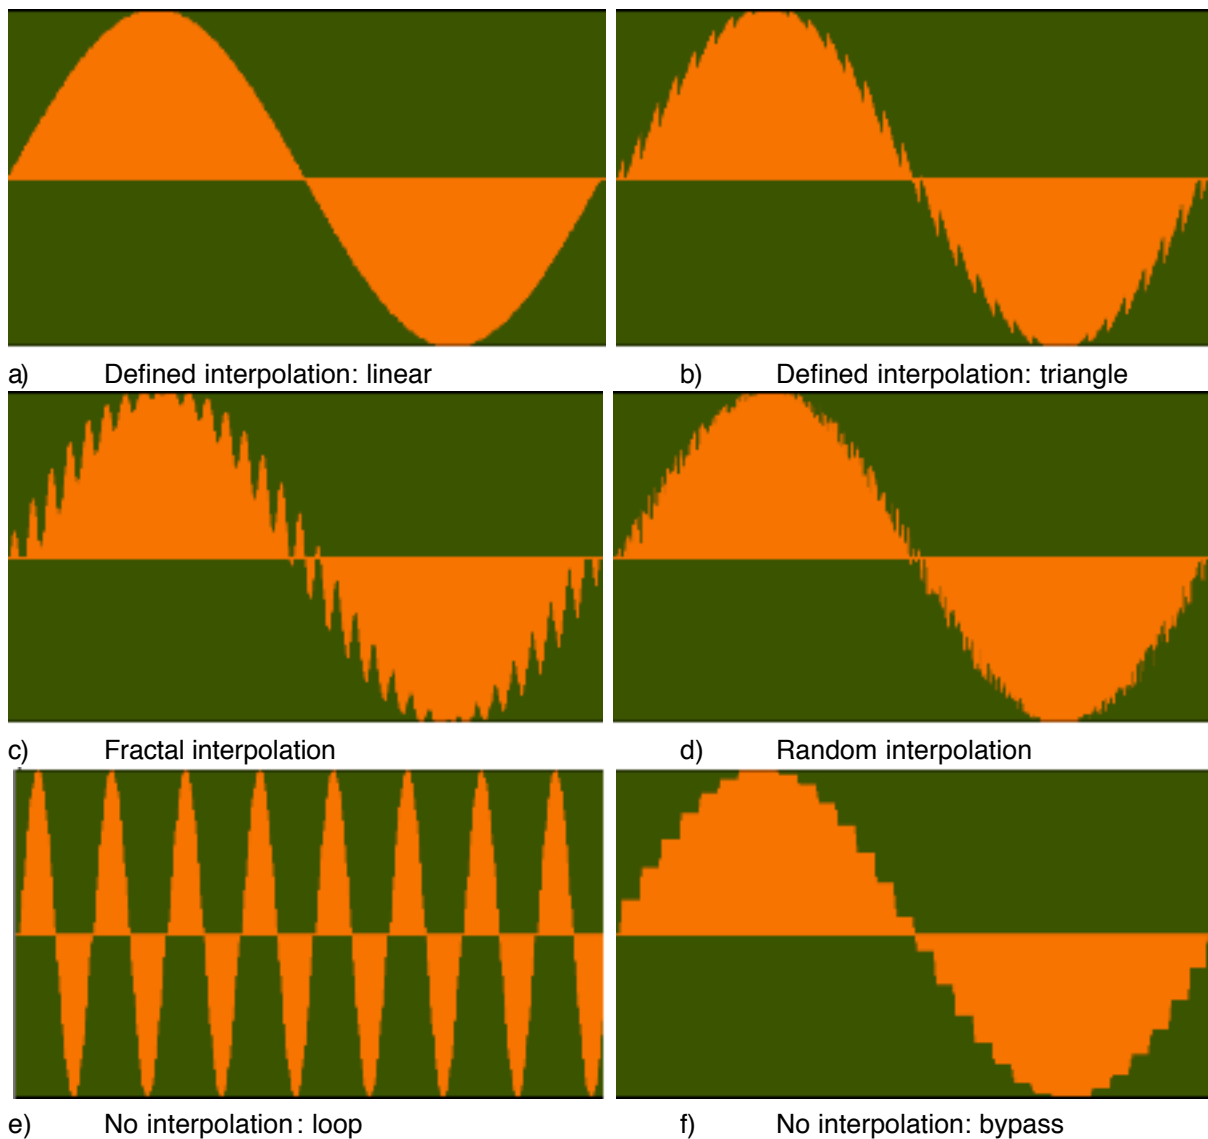 a) Defined interpolation: linear
b) Defined interpolation: triangle
c) Fractal interpolation
d) Random interpolation
e) No interpolation: loop
f) No interpolation: bypass